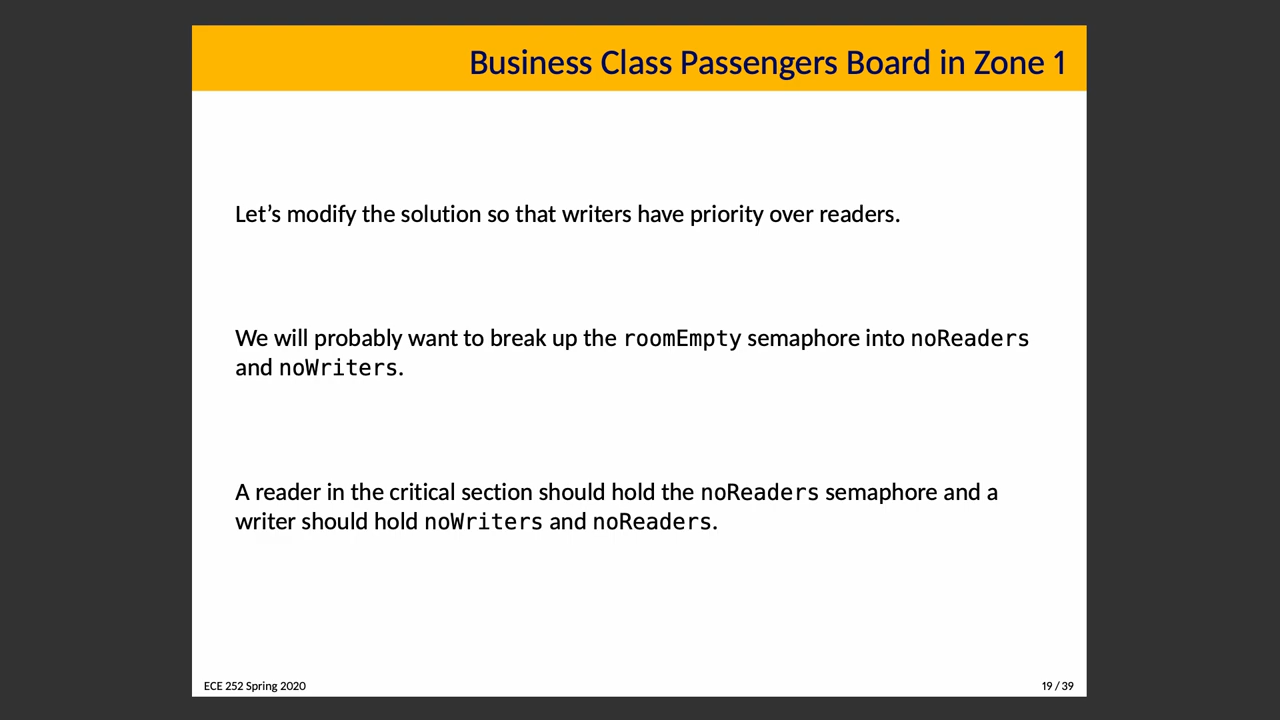 Business Class Passengers Board in Zone 1
Let’s modify the solution so that writers have priority over readers.
We will probably want to break up the roomEmpty semaphore into noReaders
and noWriters.
A reader in the critical section should hold the noReaders semaphore and a
writer should hold noWriters and noReaders.
ECE 252 Spring 2020
19 / 39